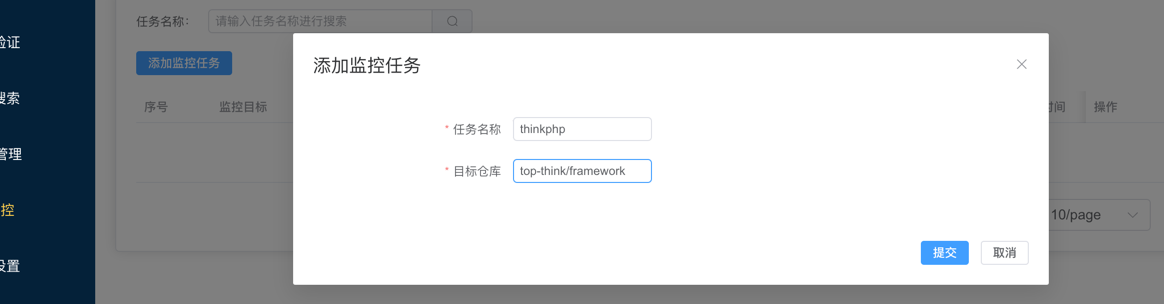 任务名称： 请输入任务名称进行搜索
验证
添加监控任务
添加监控任务
搜索
序号 监控目标 时间 操作
* 任务名称 thinkphp
管理
* 目标仓库 top-think/framework
控
10/page
提交 取消
设置